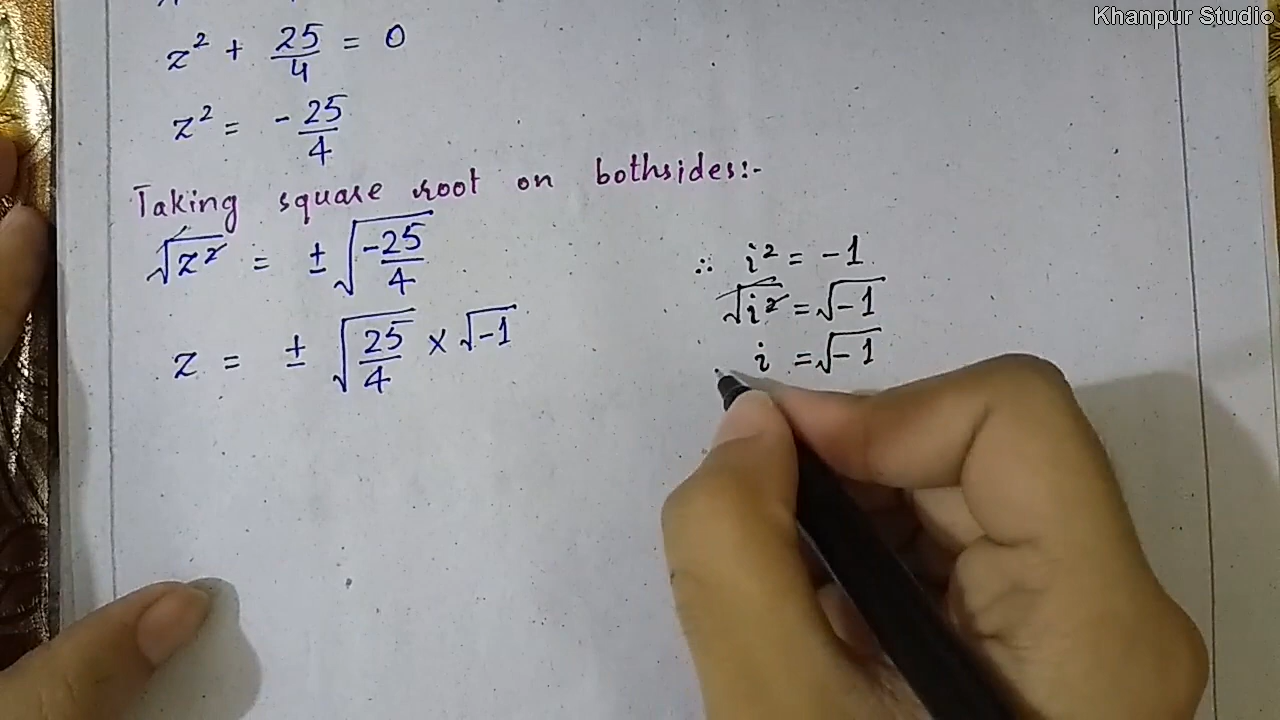 Khanpur Studio
z² + 25/4 = 0
z² = -25/4
Taking square root on bothsides:-
√z² = ± √(-25/4)
z = ± √(25/4) × √-1
∴ i² = -1
√i² = √-1
i = √-1